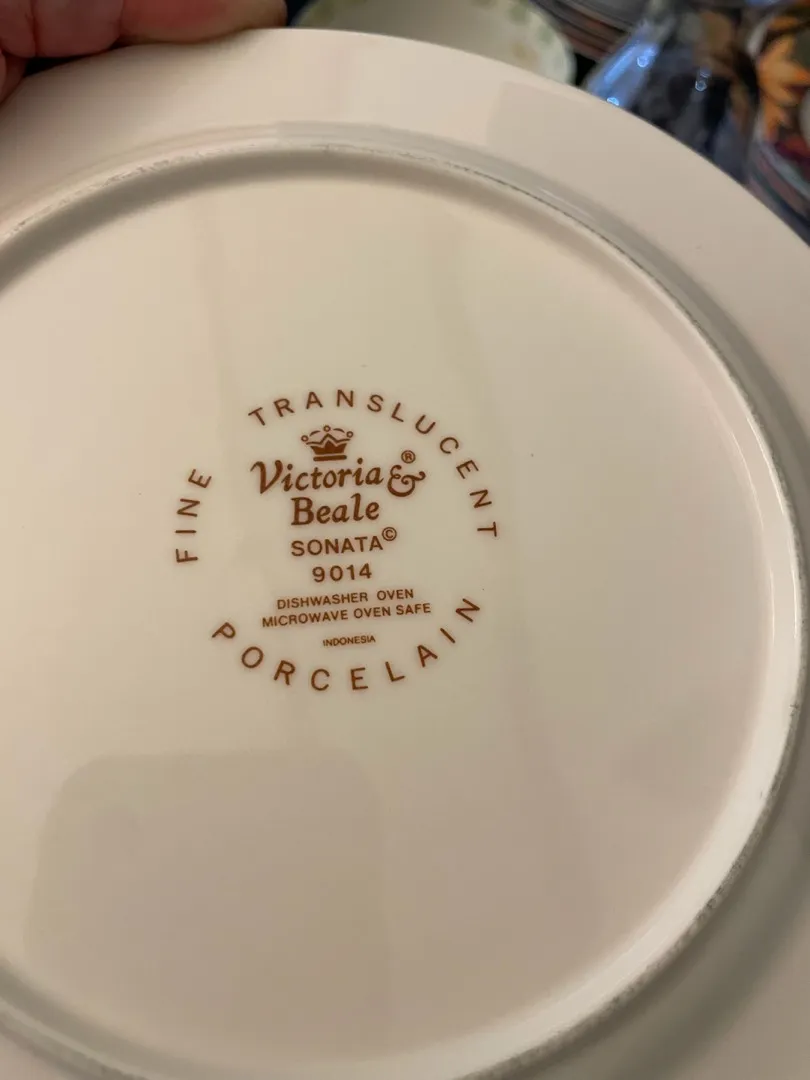 FINE TRANSLUCENT
Victoria &®
Beale
SONATA©
9014
DISHWASHER OVEN
MICROWAVE OVEN SAFE
INDONESIA
PORCELAIN